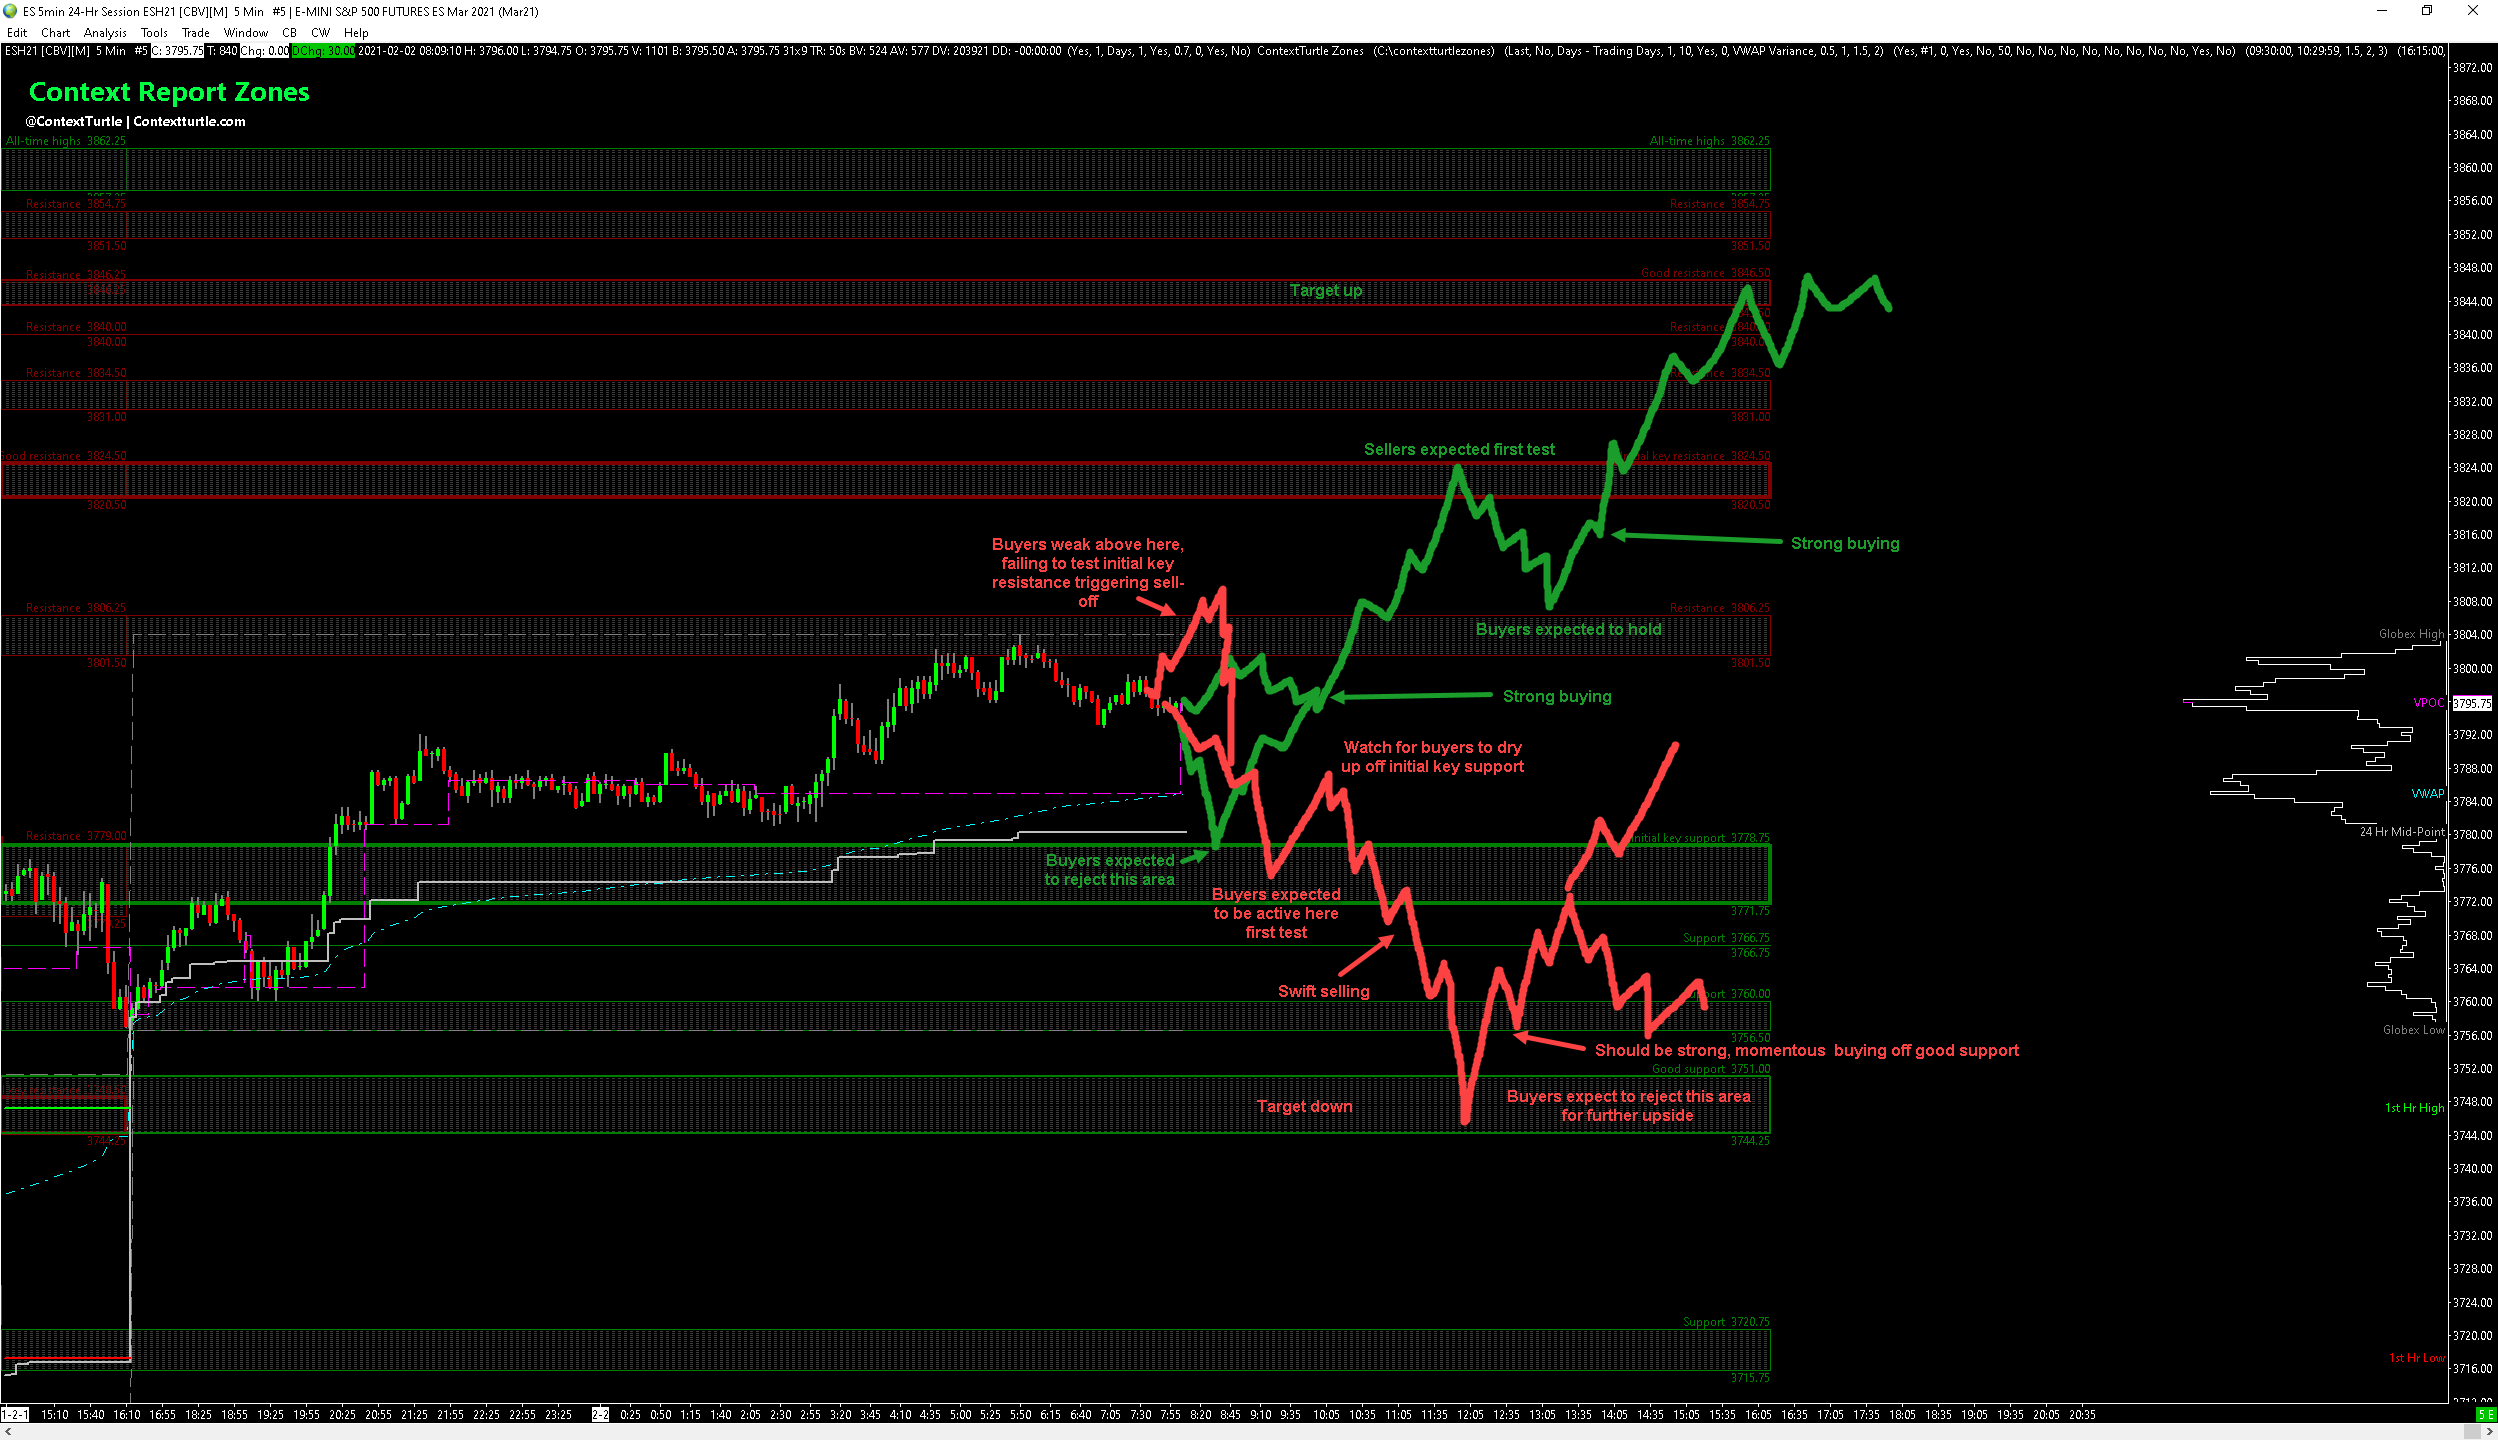 ES 5min 24-Hr Session ESH21 [CBV][M] 5 Min #5 | E-MINI S&P 500 FUTURES ES Mar 2021 (Mar21)
Edit Chart Analysis Tools Trade Window CB CW Help
ESH21 [CBV][M] 5 Min #5 C: 3795.75 T: 840 Chg: 0.00 DChg: 30.00 2021-02-02 08:09:05 H: 3796.00 L: 3794.75 O: 3795.75 V: 1101 B: 3795.50 A: 3795.75 31x9 TR: 50s BV: 524 AV: 577 DV: 203921 DD: -00:00:00 (Yes, 1, Days, 1, Yes, 0.7, 0, Yes, No) ContextTurtle Zones (C:\contextturtlezones) (Last, No, Days - Trading Days, 1, 10, Yes, 0, VWAP Variance, 0.5, 1, 1.5, 2) (Yes, #1, 0, Yes, 50, No, No, No, No, No, No, No, No, Yes, No) (09:30:00, 10:29:59, 1.5, 2, 3) (16:15:00,
Context Report Zones
@ContextTurtle | Contextturtle.com
All-time highs 3862.25
All-time highs 3862.25
Resistance 3854.75
Resistance 3854.75
3851.50
3851.50
Resistance 3846.25
Good resistance 3846.50
Target up
Resistance 3840.00
3840.00
Resistance 3834.50
3834.50
3831.00
3831.00
Sellers expected first test
Good resistance 3824.50
key resistance 3824.50
3820.50
3820.50
Strong buying
Buyers weak above here,
failing to test initial key
resistance triggering sell-
off
Resistance 3806.25
Resistance 3806.25
Buyers expected to hold
3801.50
3801.50
Strong buying
Watch for buyers to dry
up off initial key support
Resistance 3779.00
Initial key support 3778.75
Buyers expected
to reject this area
Buyers expected
to be active here
first test
3771.75
Support 3766.75
3766.75
Swift selling
3760.00
3756.50
Should be strong, momentous buying off good support
Good support 3751.00
Target down
Buyers expect to reject this area
for further upside
3744.25
3744.25
Support 3720.75
3715.75
Globex High
VPOC
VWAP
24 Hr Mid-Point
Globex Low
1st Hr High
1st Hr Low
3872.00
3868.00
3864.00
3860.00
3856.00
3852.00
3848.00
3844.00
3840.00
3836.00
3832.00
3828.00
3824.00
3820.00
3816.00
3812.00
3808.00
3804.00
3800.00
3795.75
3792.00
3788.00
3784.00
3780.00
3776.00
3772.00
3768.00
3764.00
3760.00
3756.00
3752.00
3748.00
3744.00
3740.00
3736.00
3732.00
3728.00
3724.00
3720.00
3716.00
1-2-1 15:10 15:40 16:10 16:55 18:25 18:55 19:25 19:55 20:25 20:55 21:25 21:55 22:25 22:55 23:25 2-2 0:25 0:50 1:15 1:40 2:05 2:30 2:55 3:20 3:45 4:10 4:35 5:00 5:25 5:50 6:15 6:40 7:05 7:30 7:55 8:20 8:45 9:10 9:35 10:05 10:35 11:05 11:35 12:05 12:35 13:05 13:35 14:05 14:35 15:05 15:35 16:05 16:35 17:05 17:35 18:05 18:35 19:05 19:35 20:05 20:35
5 E